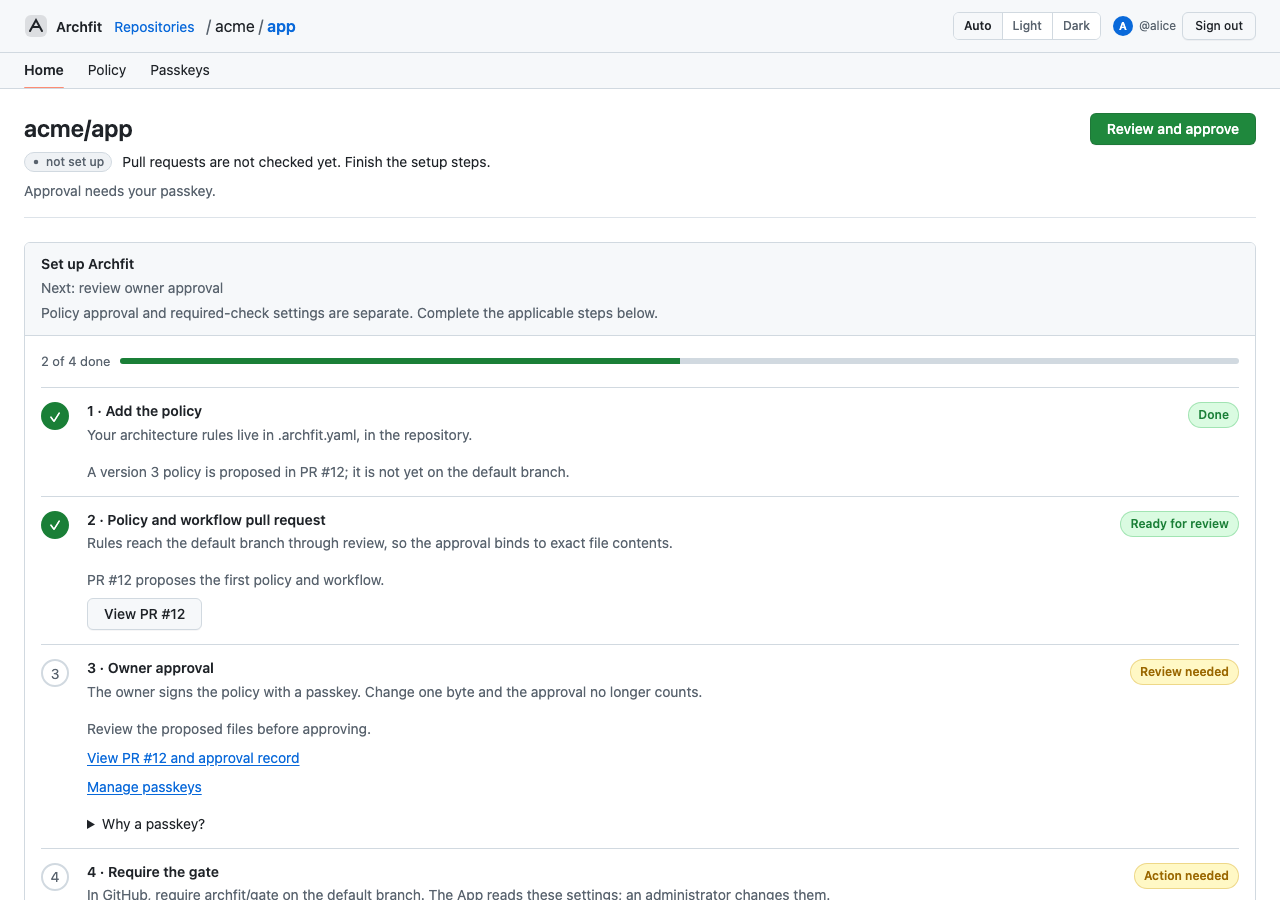 Archfit Repositories / acme / app
Auto Light Dark A @alice Sign out
Home Policy Passkeys
acme/app
Review and approve
not set up Pull requests are not checked yet. Finish the setup steps.
Approval needs your passkey.
Set up Archfit
Next: review owner approval
Policy approval and required-check settings are separate. Complete the applicable steps below.
2 of 4 done
1 · Add the policy
Done
Your architecture rules live in .archfit.yaml, in the repository.
A version 3 policy is proposed in PR #12; it is not yet on the default branch.
2 · Policy and workflow pull request
Ready for review
Rules reach the default branch through review, so the approval binds to exact file contents.
PR #12 proposes the first policy and workflow.
View PR #12
3
3 · Owner approval
Review needed
The owner signs the policy with a passkey. Change one byte and the approval no longer counts.
Review the proposed files before approving.
View PR #12 and approval record
Manage passkeys
Why a passkey?
4
4 · Require the gate
Action needed
In GitHub, require archfit/gate on the default branch. The App reads these settings; an administrator changes them.